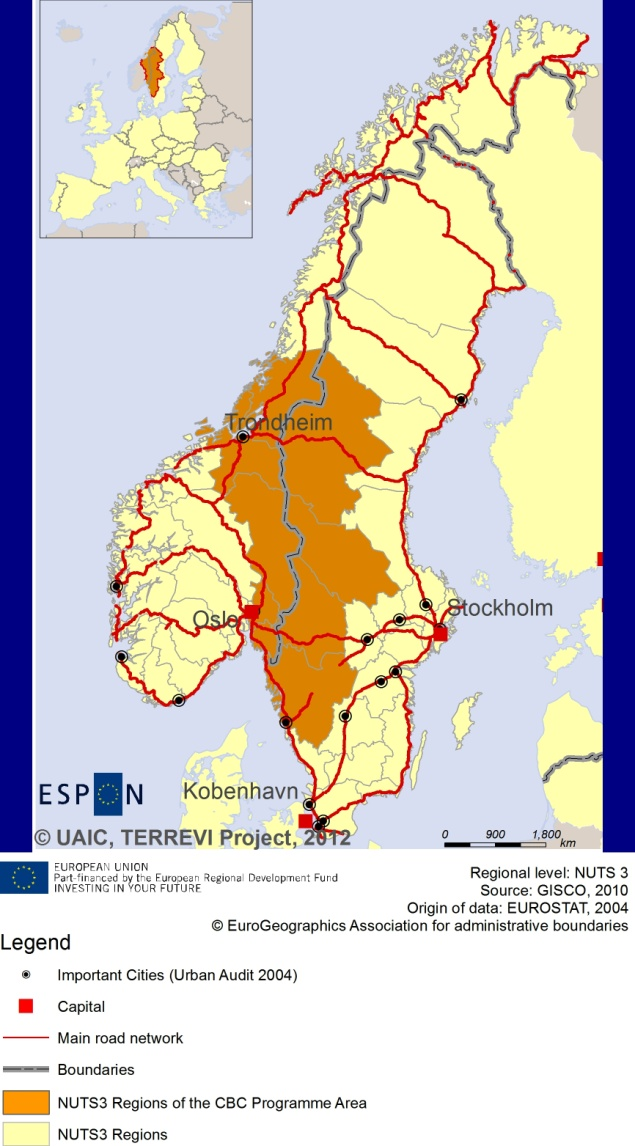 Trondheim
Oslo
Stockholm
Kobenhavn
ESPON
© UAIC, TERREVI Project, 2012
0 900 1,800
km
EUROPEAN UNION
Part-financed by the European Regional Development Fund
INVESTING IN YOUR FUTURE
Regional level: NUTS 3
Source: GISCO, 2010
Origin of data: EUROSTAT, 2004
© EuroGeographics Association for administrative boundaries
Legend
Important Cities (Urban Audit 2004)
Capital
Main road network
Boundaries
NUTS3 Regions of the CBC Programme Area
NUTS3 Regions